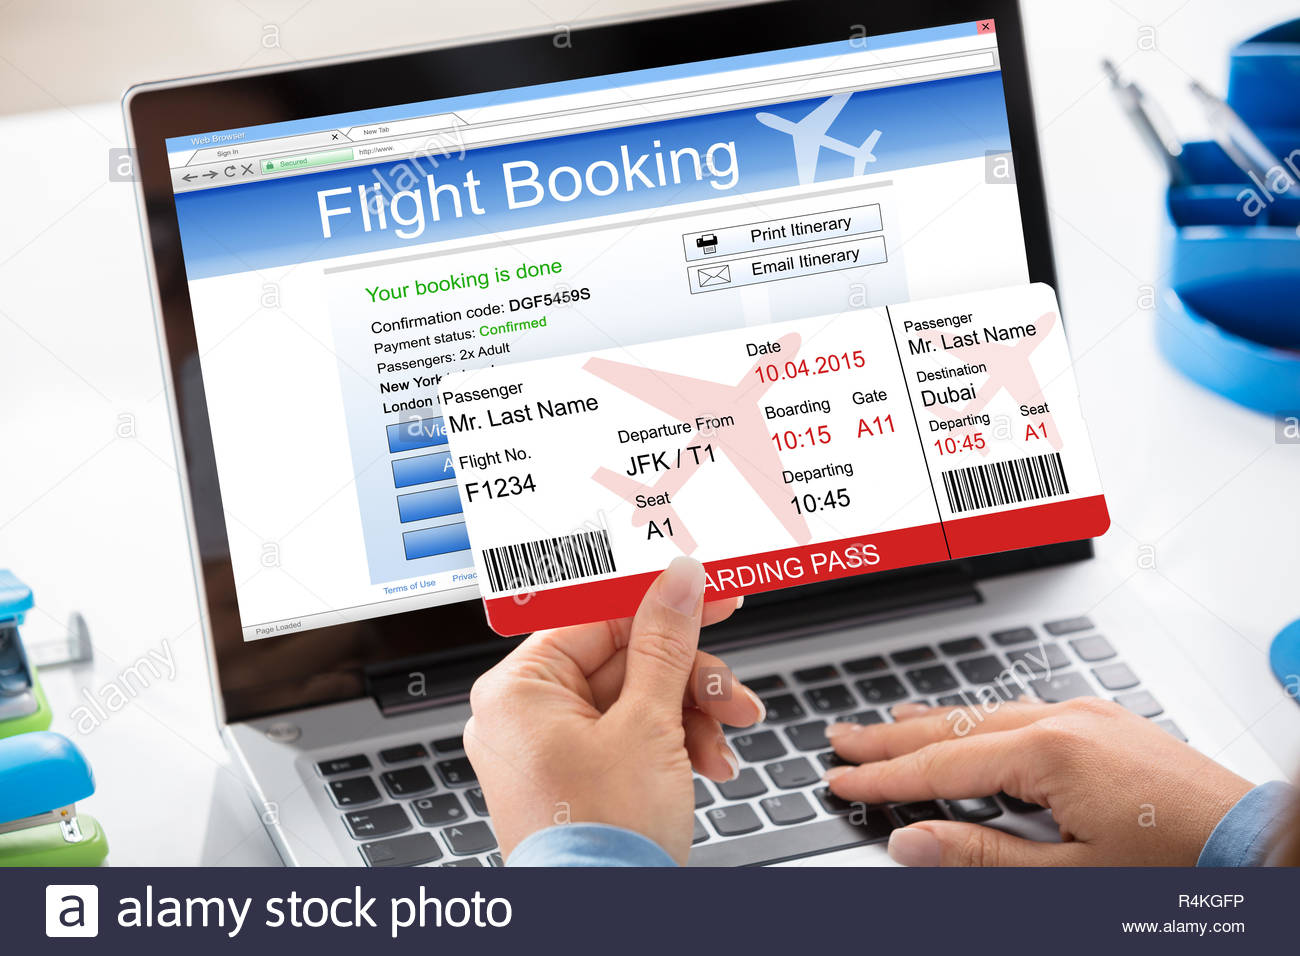 Web Browser
Sign In
New Tab
Secured
http://www.
Flight Booking
Print Itinerary
Email Itinerary
Your booking is done
Confirmation code: DGF5459S
Payment status: Confirmed
Passengers: 2x Adult
New York
London
Terms of Use
Page Loaded
Passenger
Mr. Last Name
Flight No.
F1234
Departure From
JFK / T1
Seat
A1
Date
10.04.2015
Boarding
10:15
Gate
A11
Departing
10:45
ARDING PASS
Passenger
Mr. Last Name
Destination
Dubai
Departing
10:45
Seat
A1
alamy
a alamy stock photo
R4KGFP
www.alamy.com